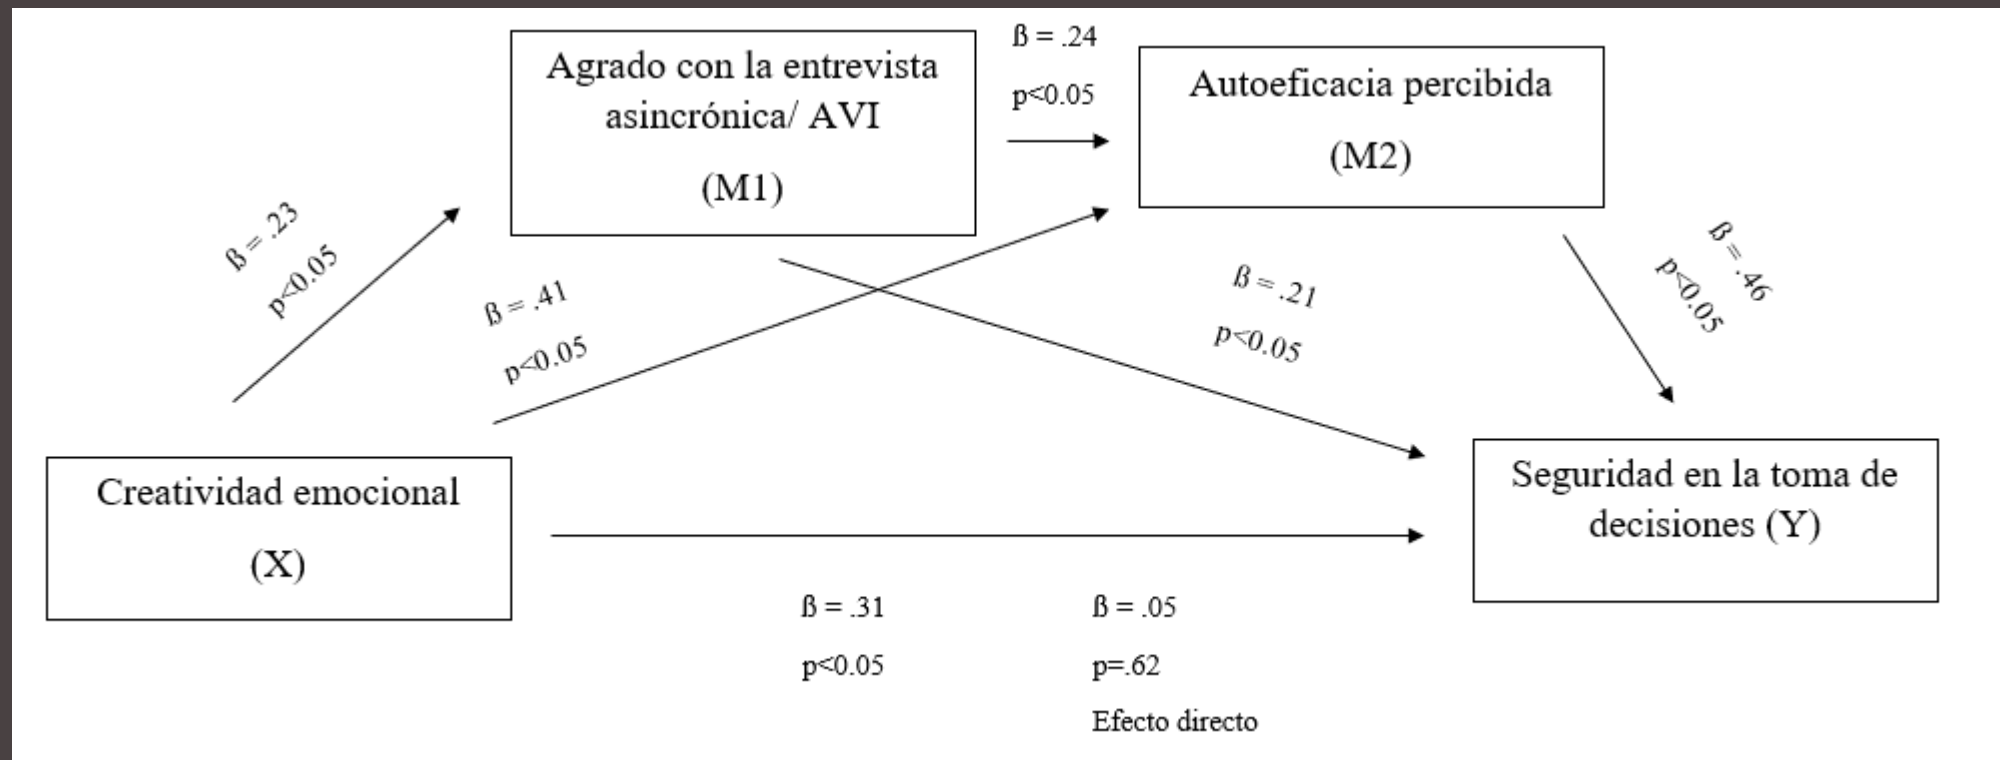 Agrado con la entrevista
asincrónica/ AVI
(M1)
ß = .24
p<0.05
Autoeficacia percibida
(M2)
ß = .23
p<0.05
ß = .41
p<0.05
ß = .21
p<0.05
ß = .46
p<0.05
Creatividad emocional
(X)
Seguridad en la toma de
decisiones (Y)
ß = .31
p<0.05
ß = .05
p=.62
Efecto directo